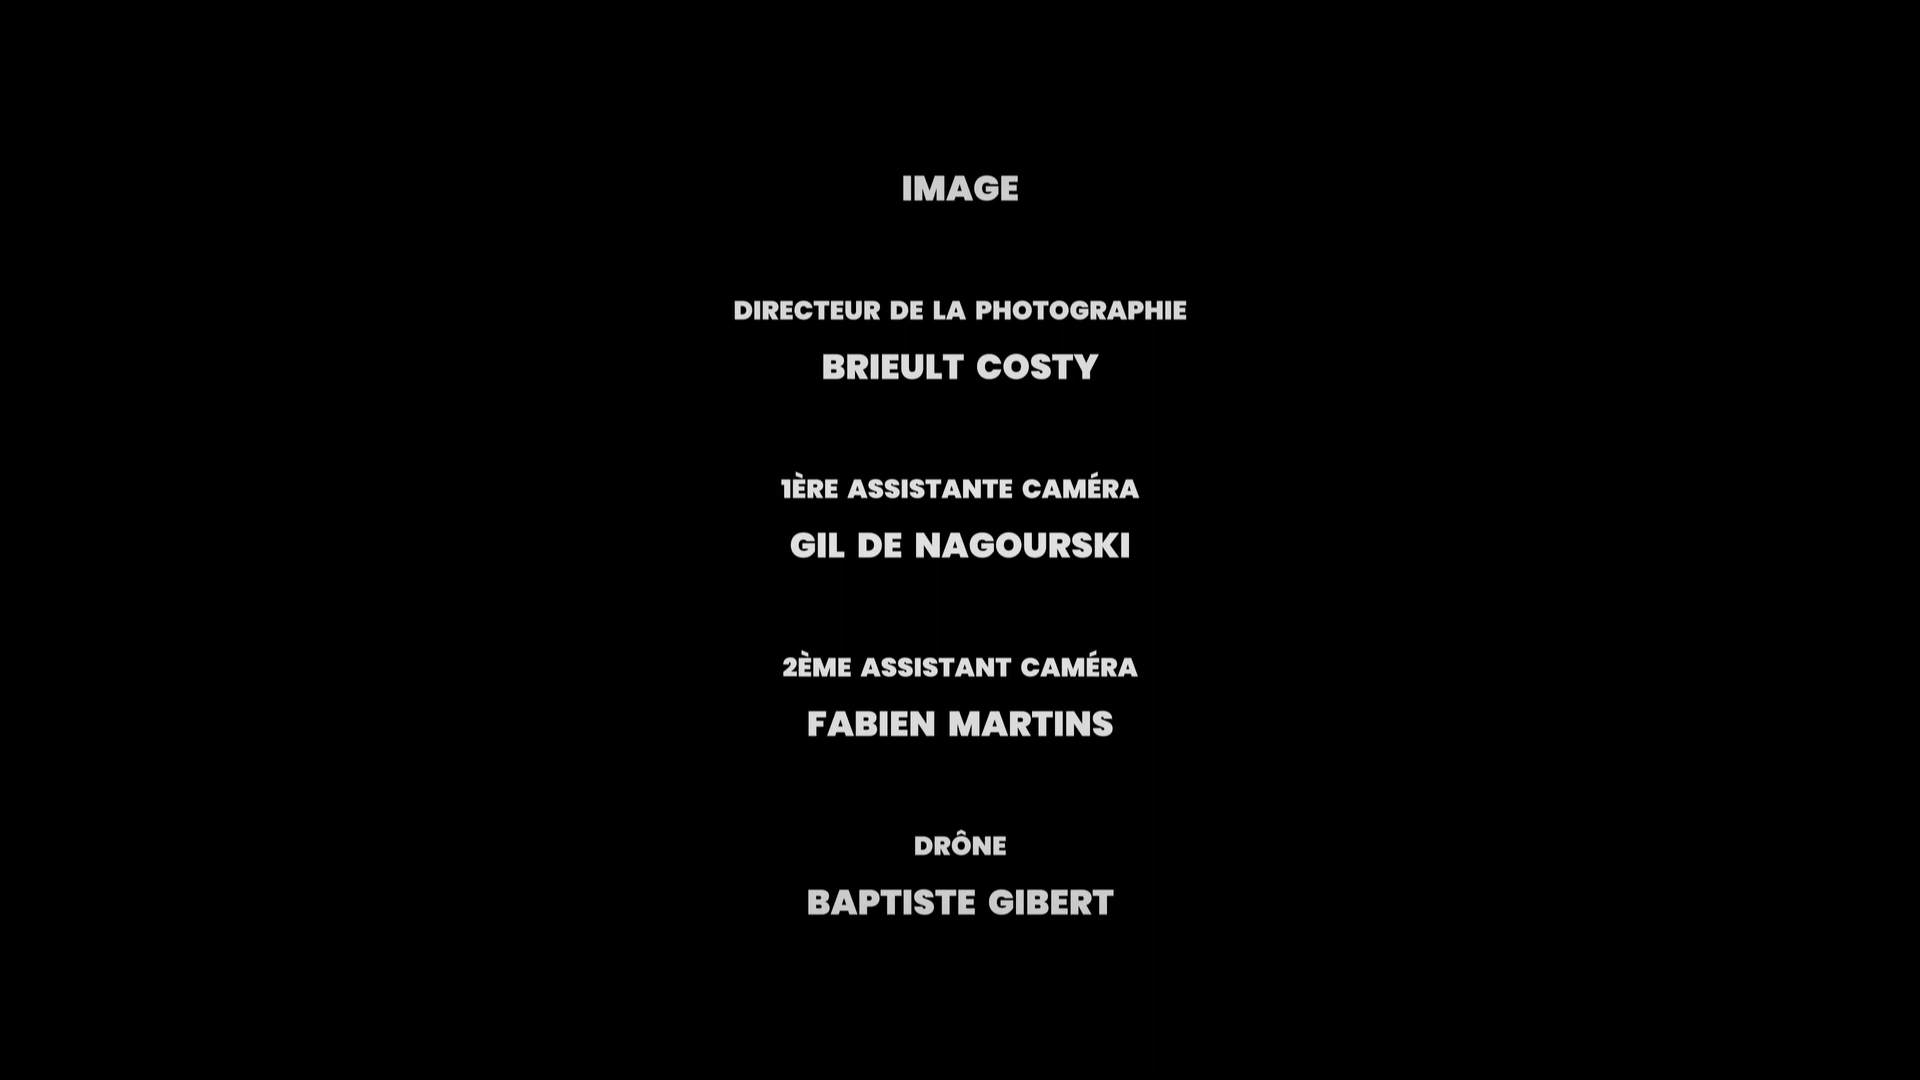 IMAGE
DIRECTEUR DE LA PHOTOGRAPHIE
BRIEULT COSTY
1ÈRE ASSISTANTE CAMÉRA
GIL DE NAGOURSKI
2ÈME ASSISTANT CAMÉRA
FABIEN MARTINS
DRÔNE
BAPTISTE GIBERT